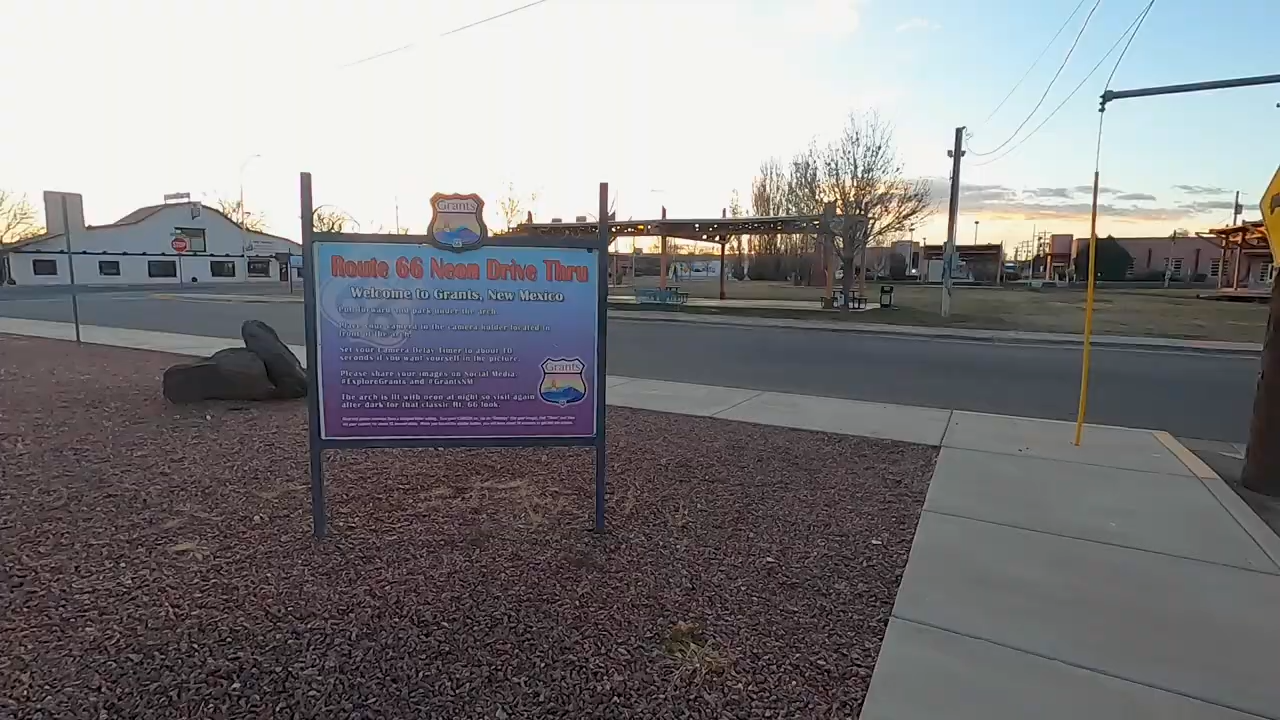 Grants
Route 66 Neon Drive Thru
Welcome to Grants, New Mexico
Pull forward and park under the arch.
Place your camera in the camera holder located in
front of the arch.
Set your Camera Delay Timer to about 10
seconds if you want yourself in the picture.
Please share your images on Social Media.
#ExploreGrants and #GrantsNM
The arch is lit with neon at night so visit again
after dark for that classic Rt. 66 look.
Grants
STOP